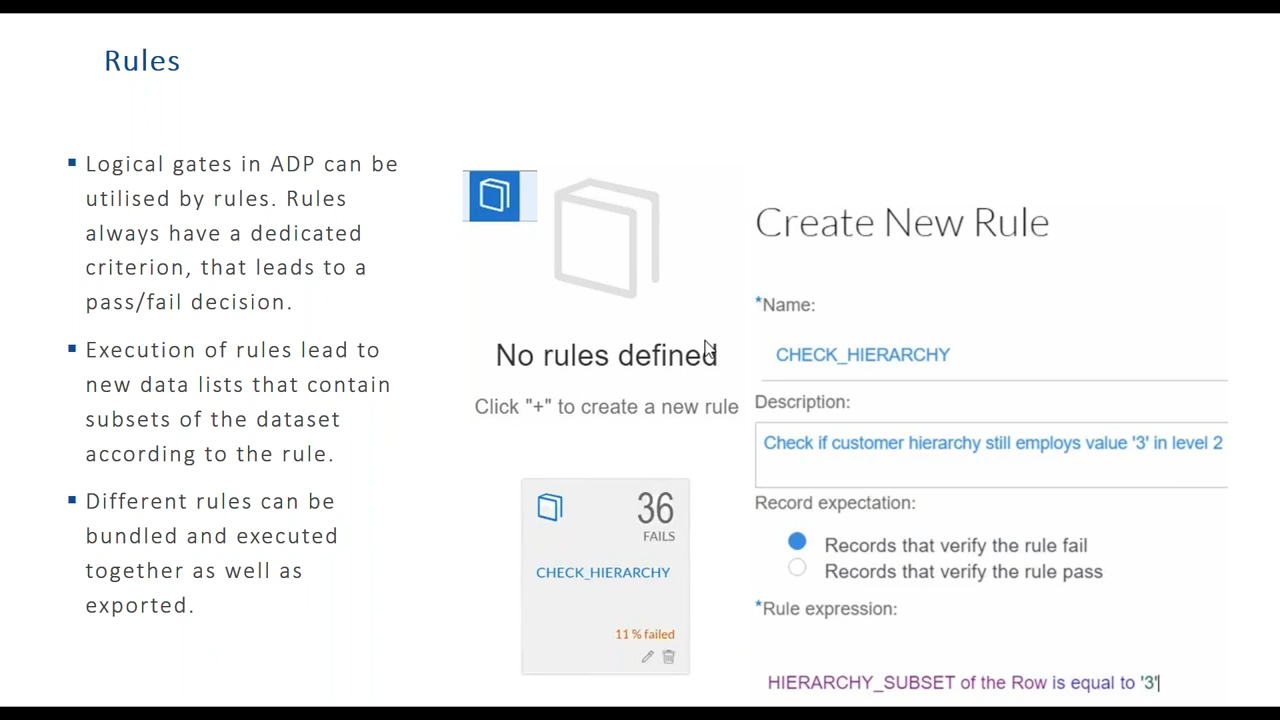 Rules
Logical gates in ADP can be
utilised by rules. Rules
always have a dedicated
criterion, that leads to a
pass/fail decision.
Execution of rules lead to
new data lists that contain
subsets of the dataset
according to the rule.
Different rules can be
bundled and executed
together as well as
exported.
No rules defined
Click "+" to create a new rule
36
FAILS
CHECK_HIERARCHY
11 % failed
Create New Rule
*Name:
CHECK_HIERARCHY
Description:
Check if customer hierarchy still employs value '3' in level 2
Record expectation:
Records that verify the rule fail
Records that verify the rule pass
*Rule expression:
HIERARCHY_SUBSET of the Row is equal to '3'